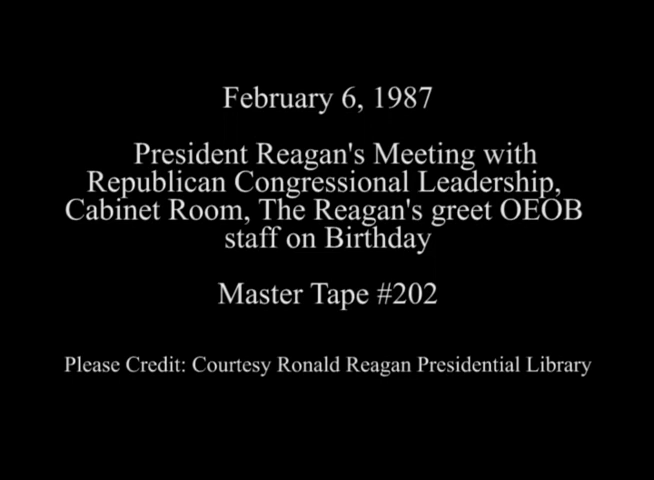 February 6, 1987
President Reagan's Meeting with
Republican Congressional Leadership,
Cabinet Room, The Reagan's greet OEOB
staff on Birthday
Master Tape #202
Please Credit: Courtesy Ronald Reagan Presidential Library